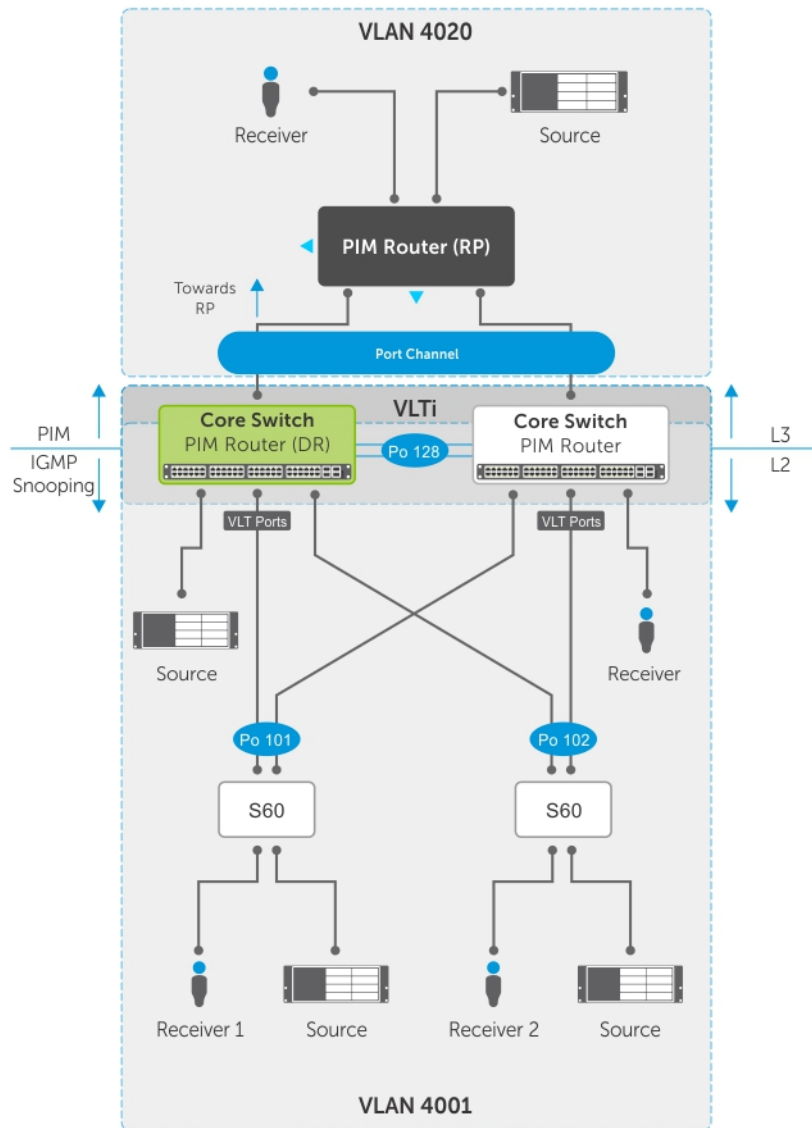 VLAN 4020
Receiver
Source
PIM Router (RP)
Towards
RP
Port Channel
VLTi
Core Switch
PIM Router (DR)
Po 128
Core Switch
PIM Router
PIM
IGMP
Snooping
L3
L2
VLT Ports
VLT Ports
Source
Receiver
Po 101
Po 102
S60
S60
Receiver 1
Source
Receiver 2
Source
VLAN 4001